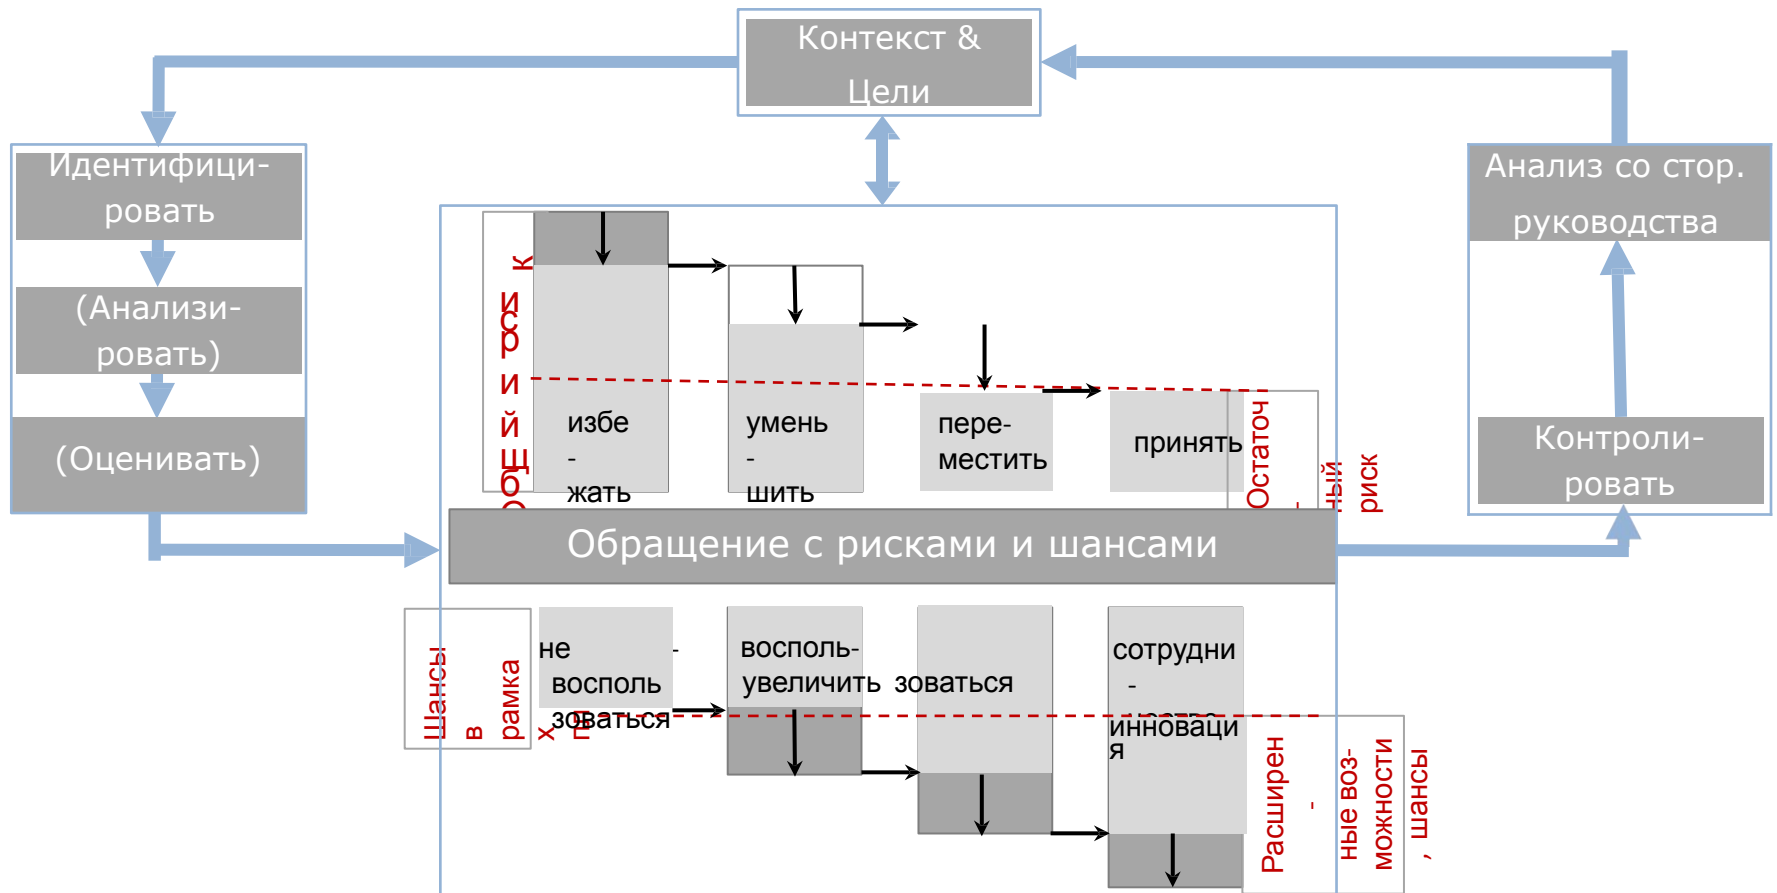 Контекст &
Цели
Идентифици-
ровать
(Анализи-
ровать)
(Оценивать)
Анализ со стор.
руководства
Контроли-
ровать
Общий риск
избе
-
жать
умень
-
шить
пере-
местить
принять
Остаточ
-
ный
риск
Обращение с рисками и шансами
Шансы
в
рамка
х
не -
восполь
зоваться
восполь-
увеличить зоваться
сотрудни
-
инноваци
я
Расширен
-
ные воз-
можности
, шансы